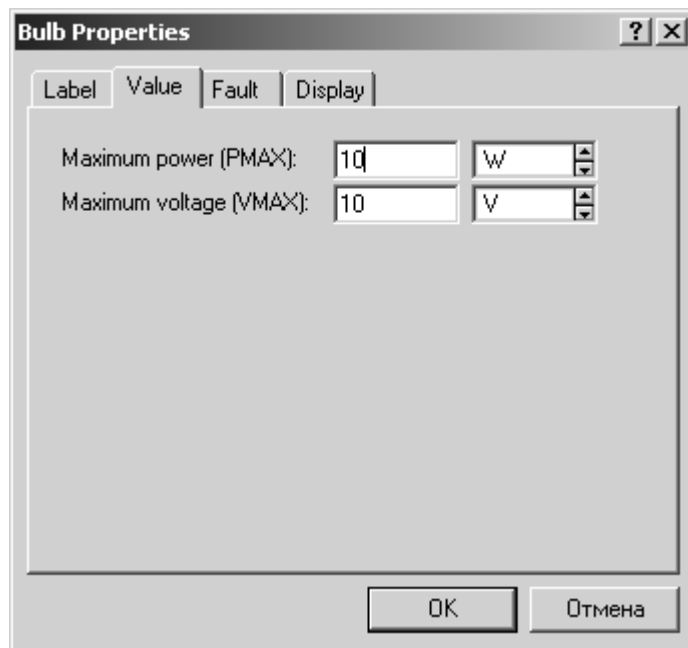 Bulb Properties
Label Value Fault Display
Maximum power (PMAX): 10 W
Maximum voltage (VMAX): 10 V
OK Отмена